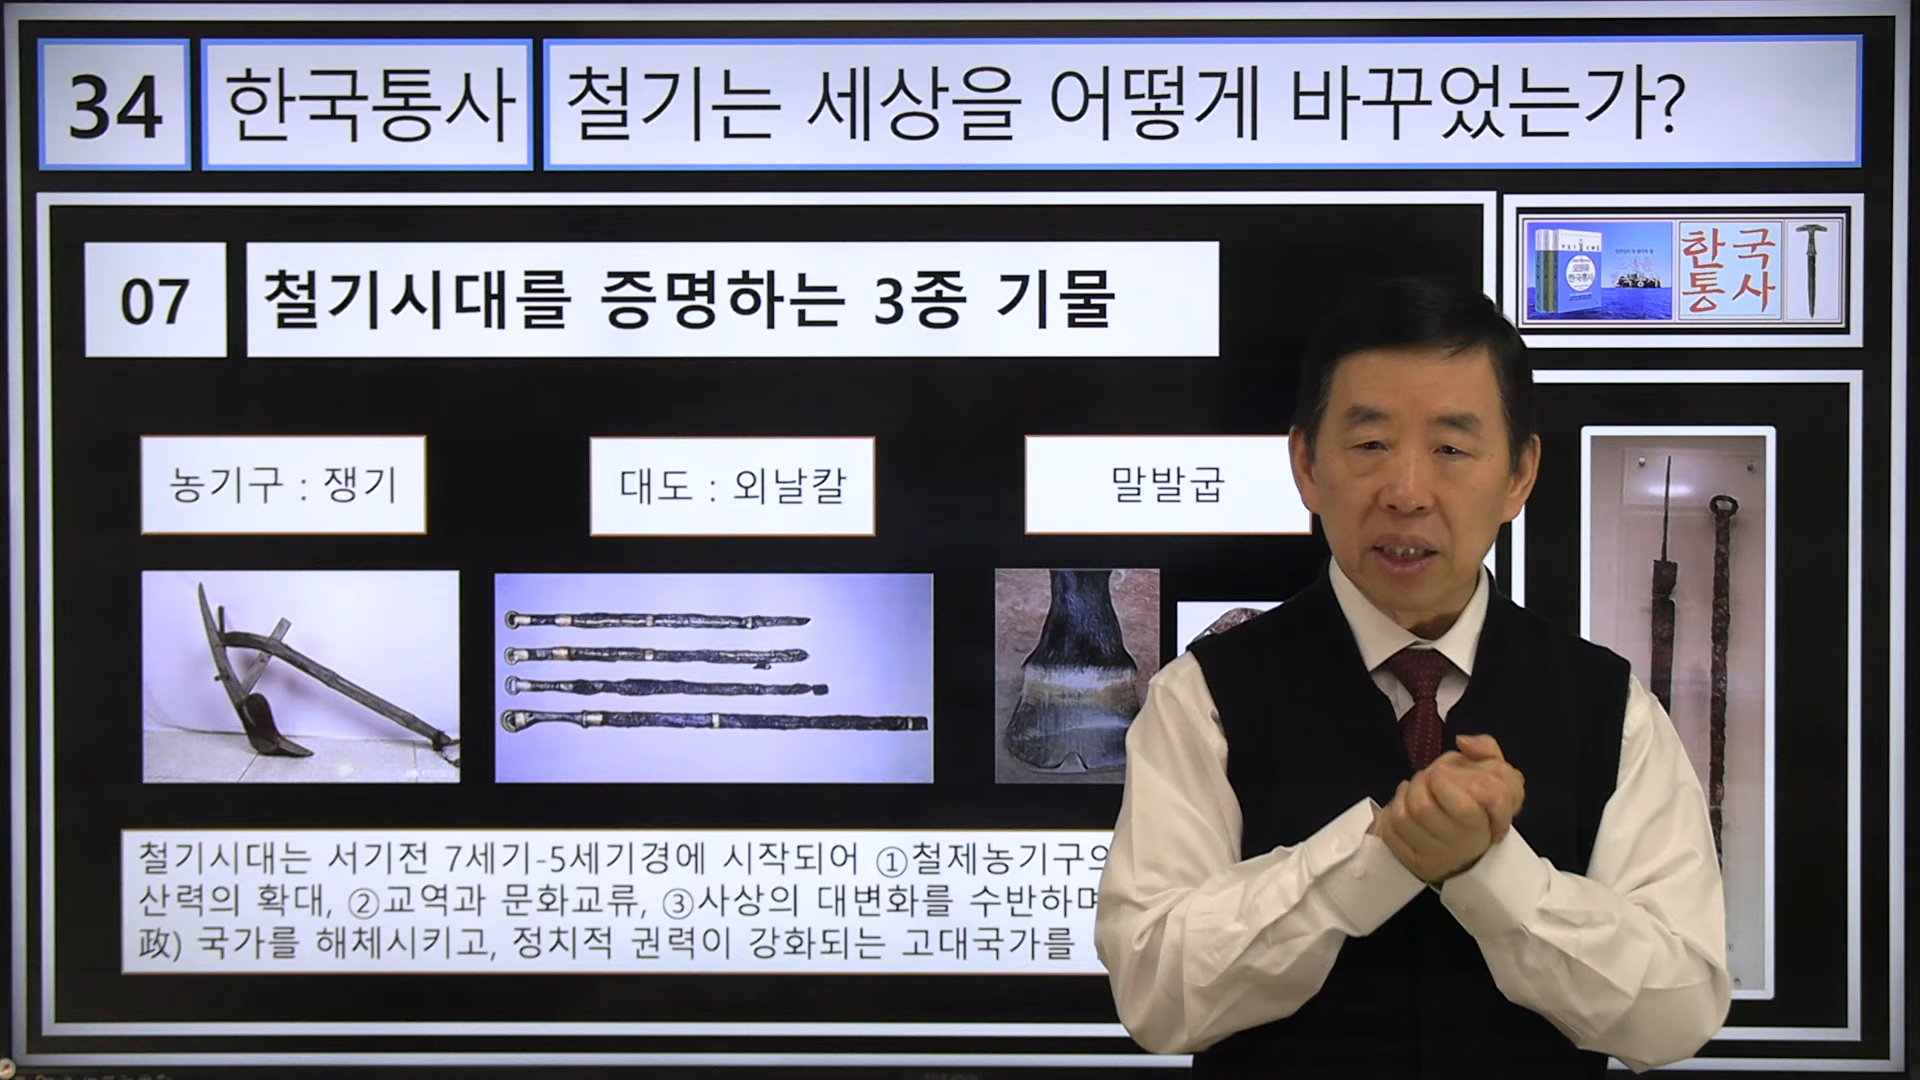 34 한국통사 철기는 세상을 어떻게 바꾸었는가?
07 철기시대를 증명하는 3종 기물
한국
통사
농기구 : 쟁기
대도 : 외날칼
말발굽
철기시대는 서기전 7세기-5세기경에 시작되어 ①철제농기구의
산력의 확대, ②교역과 문화교류, ③사상의 대변화를 수반하며
政) 국가를 해체시키고, 정치적 권력이 강화되는 고대국가를